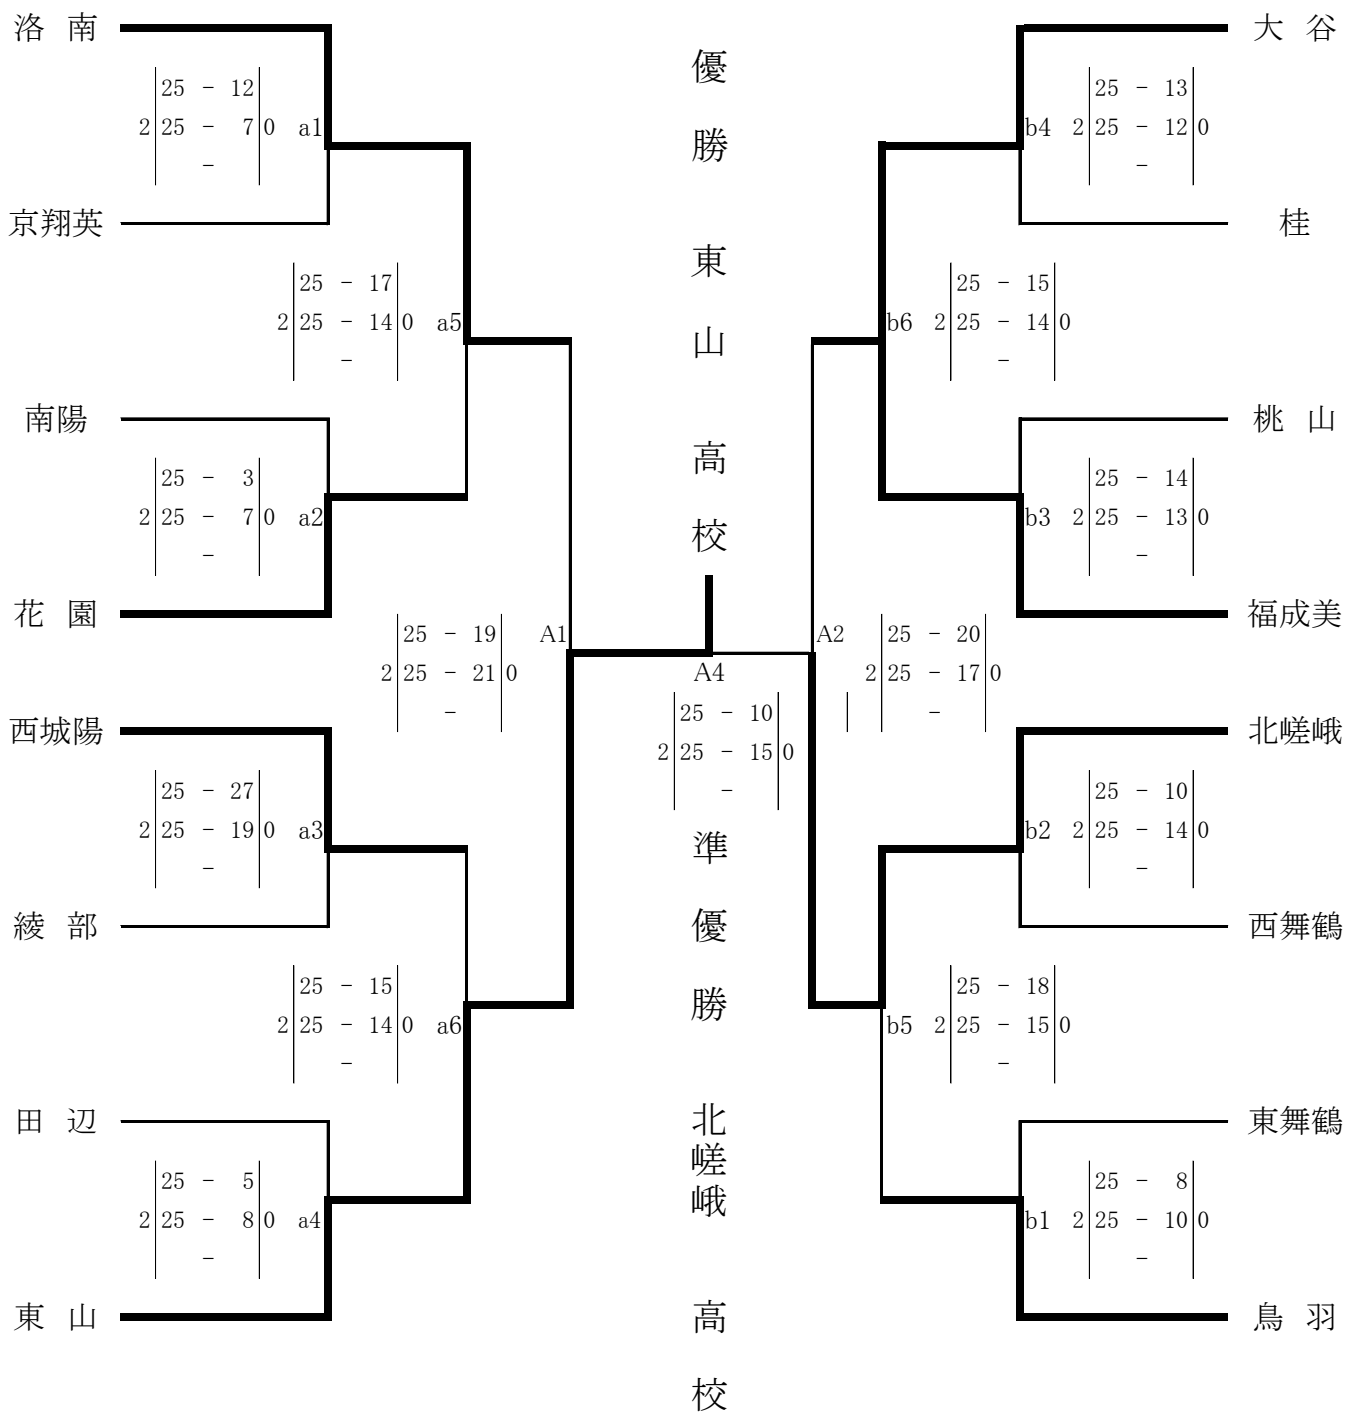 洛 南
25 - 12
2 25 - 7 0 a1
-
京翔英
25 - 17
2 25 - 14 0 a5
-
南陽
25 - 3
2 25 - 7 0 a2
-
花 園
25 - 19 A1
2 25 - 21 0
-
西城陽
25 - 27
2 25 - 19 0 a3
-
綾 部
25 - 15
2 25 - 14 0 a6
-
田 辺
25 - 5
2 25 - 8 0 a4
-
東 山
優勝 東山高校
A4
25 - 10
2 25 - 15 0
-
準優勝 北嵯峨高校
大 谷
25 - 13
b4 2 25 - 12 0
-
桂
25 - 15
b6 2 25 - 14 0
-
桃 山
25 - 14
b3 2 25 - 13 0
-
福成美
A2 25 - 20
2 25 - 17 0
-
北嵯峨
25 - 10
b2 2 25 - 14 0
-
西舞鶴
25 - 18
b5 2 25 - 15 0
-
東舞鶴
25 - 8
b1 2 25 - 10 0
-
鳥 羽